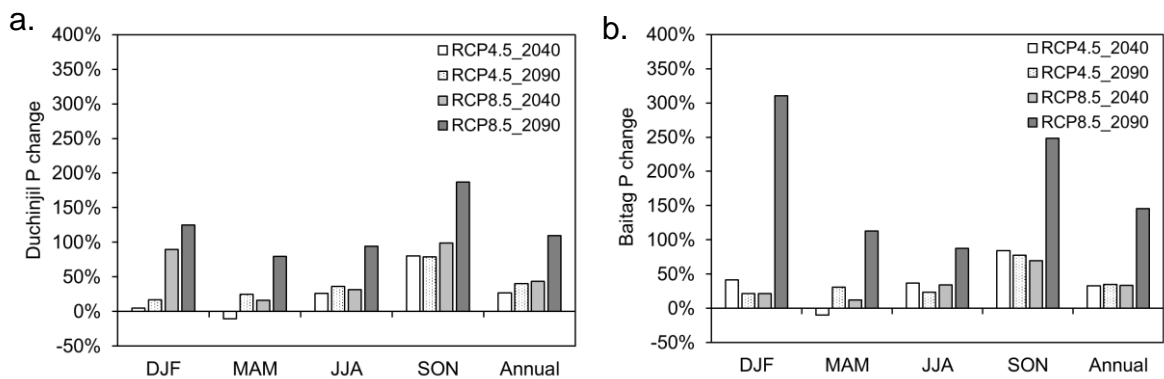 a.
400%
350%
300%
250%
200%
150%
100%
50%
0%
-50%
Duchinjil P change
RCP4.5_2040
RCP4.5_2090
RCP8.5_2040
RCP8.5_2090
DJF MAM JJA SON Annual
b.
400%
350%
300%
250%
200%
150%
100%
50%
0%
-50%
Baitag P change
RCP4.5_2040
RCP4.5_2090
RCP8.5_2040
RCP8.5_2090
DJF MAM JJA SON Annual